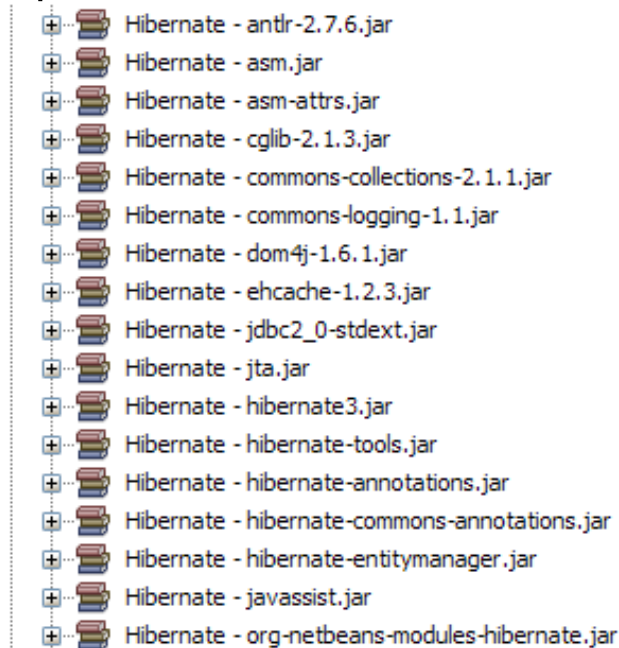 Hibernate - antlr-2.7.6.jar
Hibernate - asm.jar
Hibernate - asm-attrs.jar
Hibernate - cglib-2.1.3.jar
Hibernate - commons-collections-2.1.1.jar
Hibernate - commons-logging-1.1.jar
Hibernate - dom4j-1.6.1.jar
Hibernate - ehcache-1.2.3.jar
Hibernate - jdbc2_0-stdext.jar
Hibernate - jta.jar
Hibernate - hibernate3.jar
Hibernate - hibernate-tools.jar
Hibernate - hibernate-annotations.jar
Hibernate - hibernate-commons-annotations.jar
Hibernate - hibernate-entitymanager.jar
Hibernate - javassist.jar
Hibernate - org-netbeans-modules-hibernate.jar